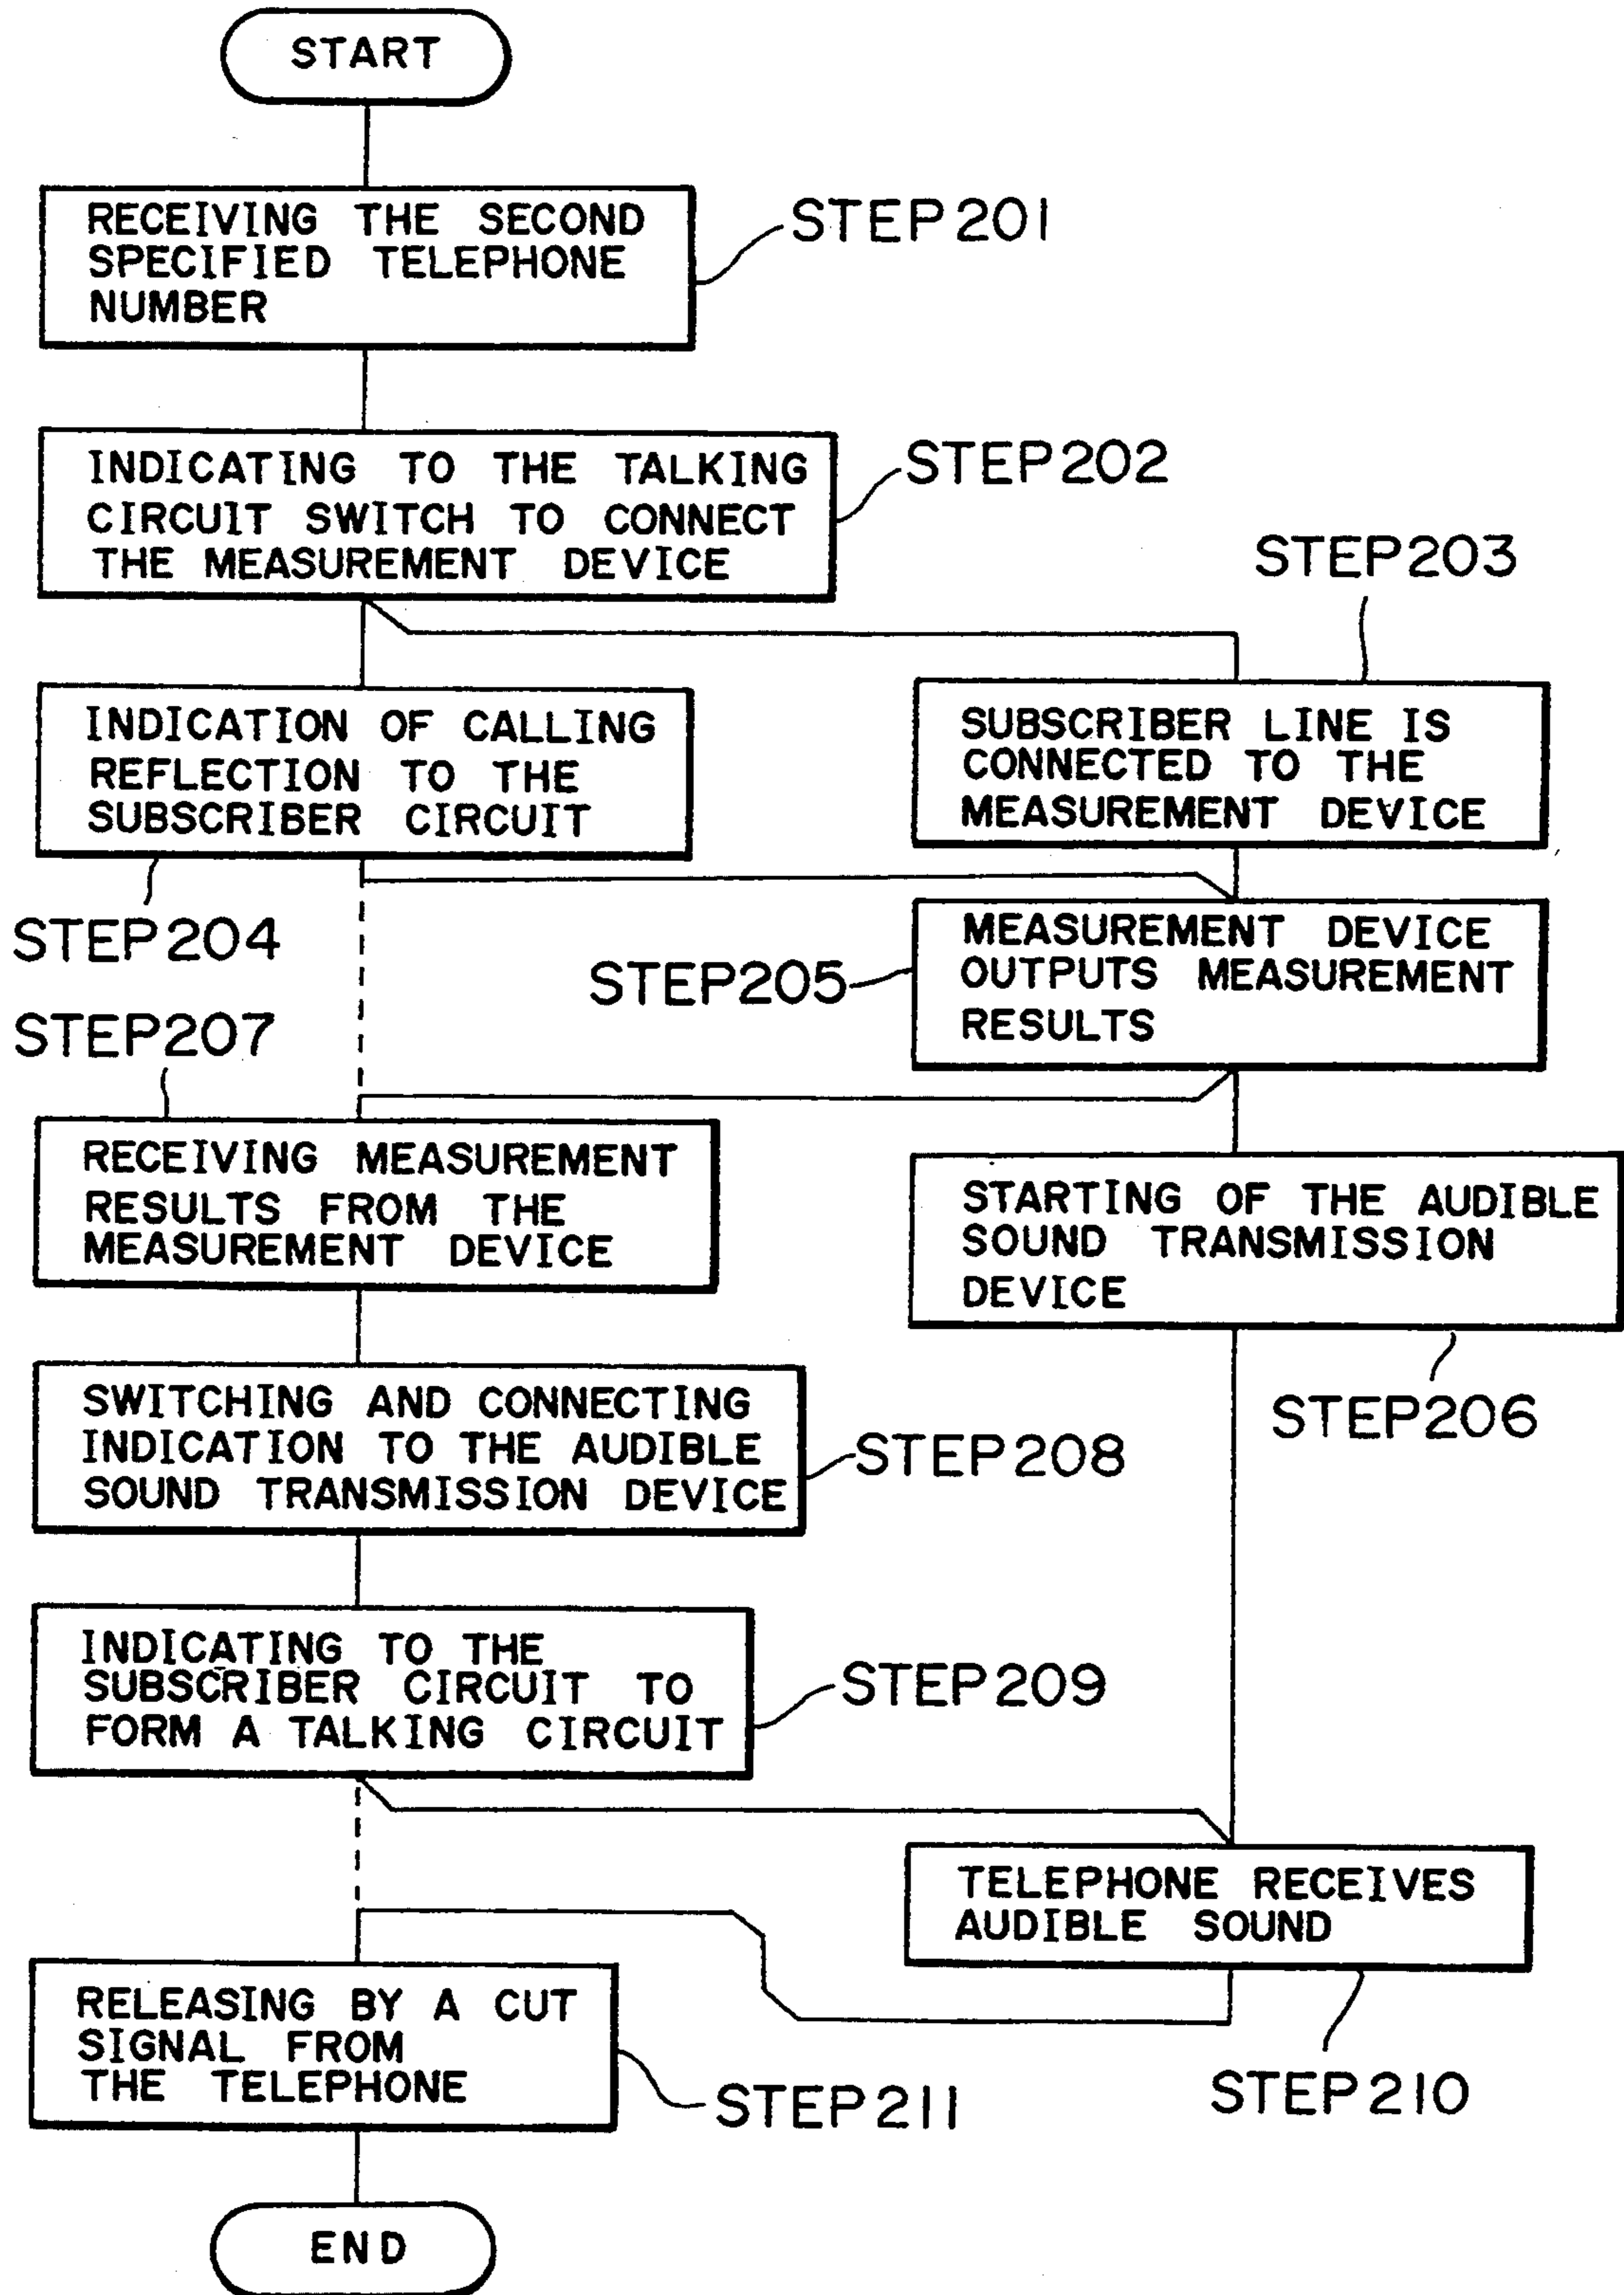 START
RECEIVING THE SECOND
SPECIFIED TELEPHONE
NUMBER
STEP201
INDICATING TO THE TALKING
CIRCUIT SWITCH TO CONNECT
THE MEASUREMENT DEVICE
STEP202
STEP203
INDICATION OF CALLING
REFLECTION TO THE
SUBSCRIBER CIRCUIT
STEP204
SUBSCRIBER LINE IS
CONNECTED TO THE
MEASUREMENT DEVICE
MEASUREMENT DEVICE
OUTPUTS MEASUREMENT
RESULTS
STEP205
STEP207
RECEIVING MEASUREMENT
RESULTS FROM THE
MEASUREMENT DEVICE
STARTING OF THE AUDIBLE
SOUND TRANSMISSION
DEVICE
STEP206
SWITCHING AND CONNECTING
INDICATION TO THE AUDIBLE
SOUND TRANSMISSION DEVICE
STEP208
INDICATING TO THE
SUBSCRIBER CIRCUIT TO
FORM A TALKING CIRCUIT
STEP209
TELEPHONE RECEIVES
AUDIBLE SOUND
STEP210
RELEASING BY A CUT
SIGNAL FROM
THE TELEPHONE
STEP211
END